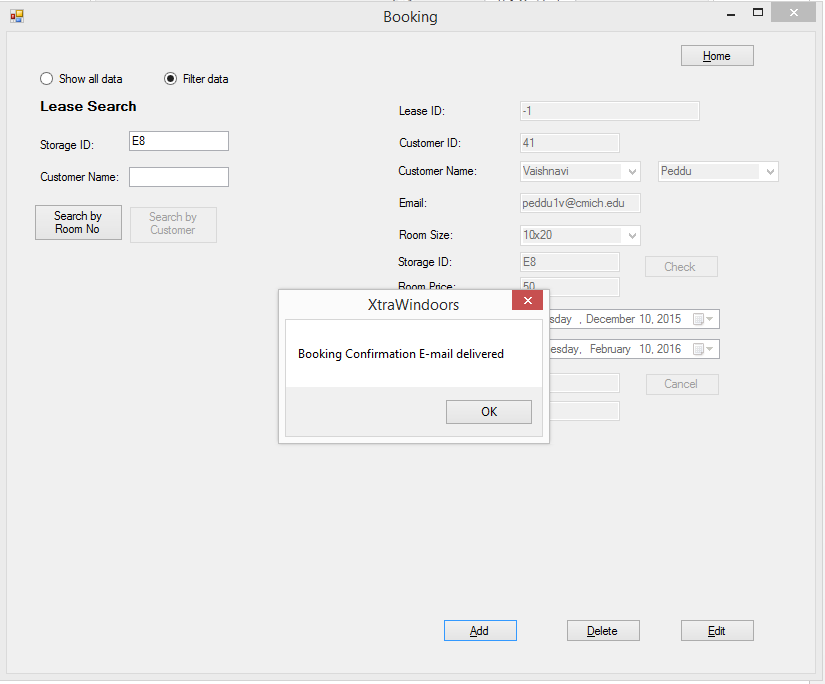 Booking
Home
Show all data
Filter data
Lease Search
Storage ID:
E8
Customer Name:
Search by
Room No
Search by
Customer
Lease ID:
-1
Customer ID:
41
Customer Name:
Vaishnavi
Peddu
Email:
peddu1v@cmich.edu
Room Size:
10x20
Storage ID:
E8
Check
Room Price:
50
sday , December 10, 2015
esday, February 10, 2016
Cancel
XtraWindoors
Booking Confirmation E-mail delivered
OK
Add
Delete
Edit